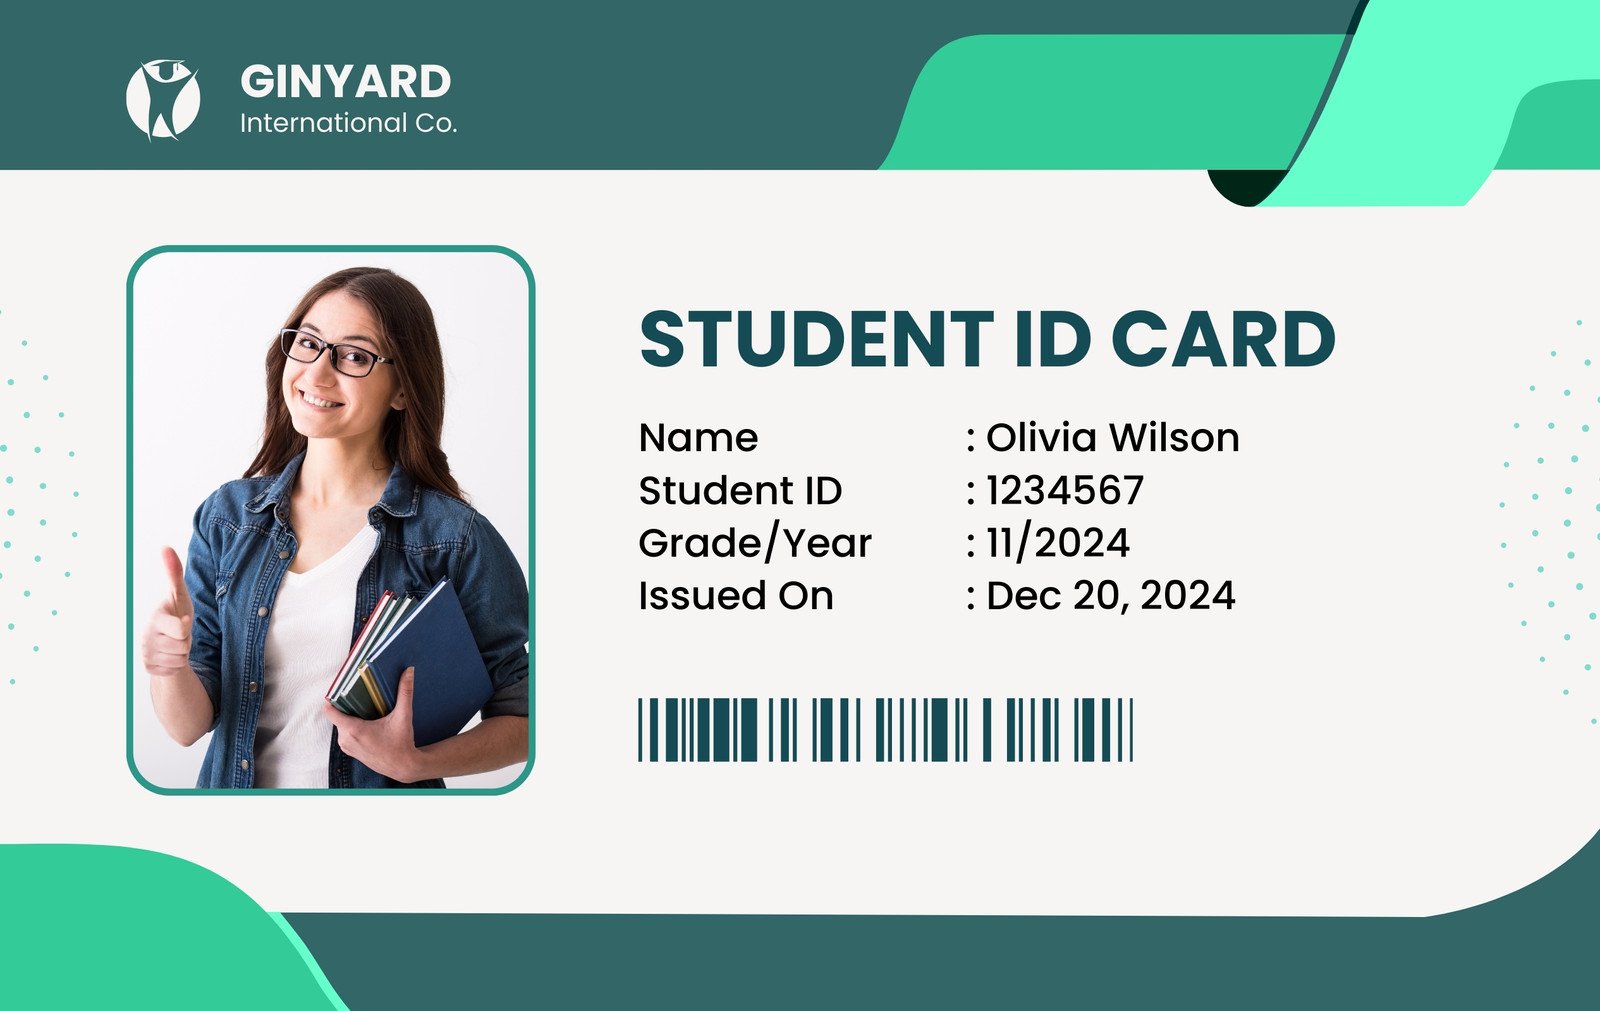 GINYARD
International Co.
STUDENT ID CARD
Name : Olivia Wilson
Student ID : 1234567
Grade/Year : 11/2024
Issued On : Dec 20, 2024